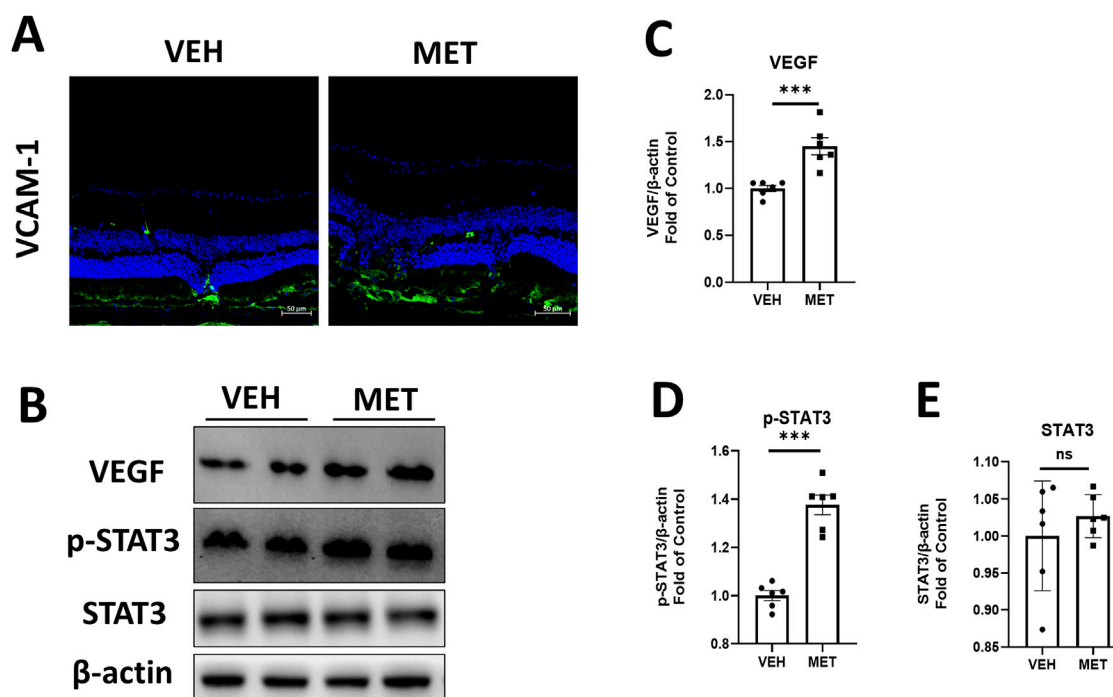 A
VEH
MET
VCAM-1
50 µm
50 µm
B
VEH
MET
VEGF
p-STAT3
STAT3
β-actin
C
VEGF
***
2.0
1.5
1.0
0.5
0.0
VEGF/β-actin
Fold of Control
VEH
MET
D
p-STAT3
***
1.6
1.4
1.2
1.0
0.8
p-STAT3/β-actin
Fold of Control
VEH
MET
E
STAT3
ns
1.10
1.05
1.00
0.95
0.90
0.85
STAT3/β-actin
Fold of Control
VEH
MET